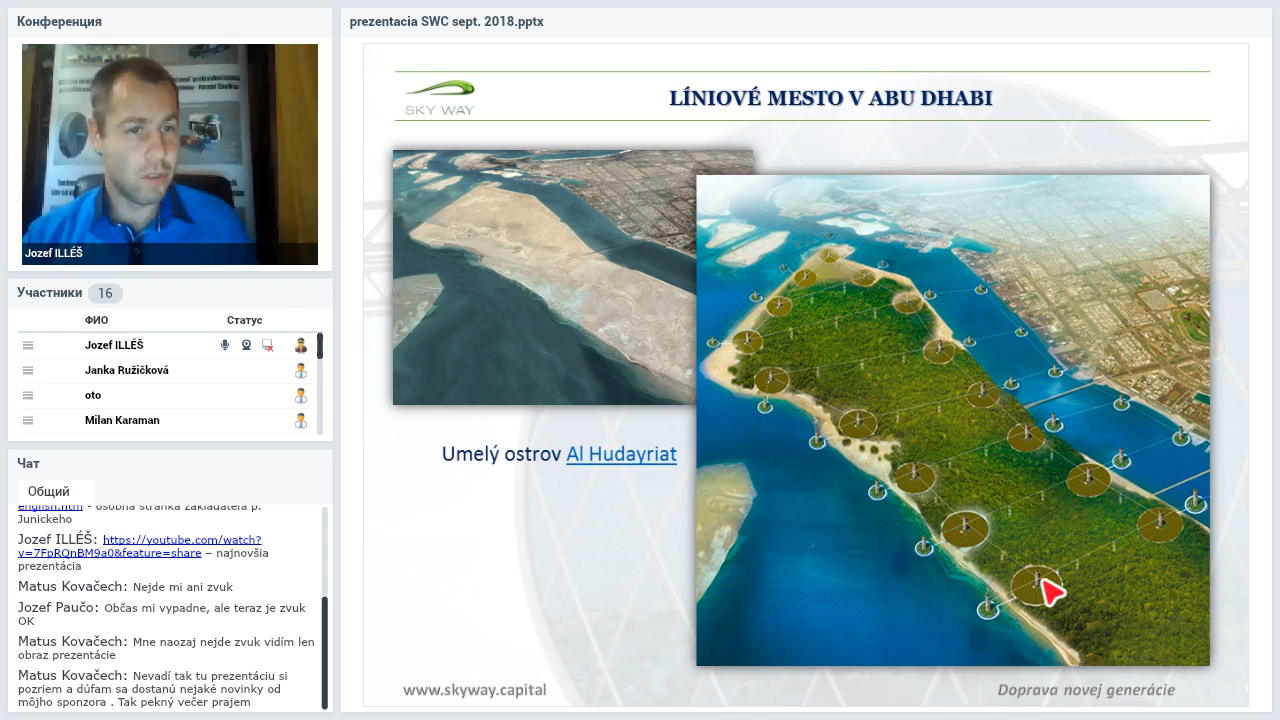 Конференция
Jozef ILLÉŠ
Участники 16
ФИО Статус
Jozef ILLÉŠ
Janka Ružičková
oto
Milan Karaman
Чат
Общий
english.htm - osobná stránka zakladateľa p.
Junickeho
Jozef ILLÉŠ: https://youtube.com/watch?
v=7FpRQnBM9a0&feature=share – najnovšia
prezentácia
Matus Kovačech: Nejde mi ani zvuk
Jozef Paučo: Občas mi vypadne, ale teraz je zvuk
OK
Matus Kovačech: Mne naozaj nejde zvuk vidím len
obraz prezentácie
Matus Kovačech: Nevadí tak tu prezentáciu si
pozriem a dúfam sa dostanú nejaké novinky od
môjho sponzora . Tak pekný večer prajem
prezentacia SWC sept. 2018.pptx
SKY WAY
LÍNIOVÉ MESTO V ABU DHABI
Umelý ostrov Al Hudayriat
www.skyway.capital
Doprava novej generácie